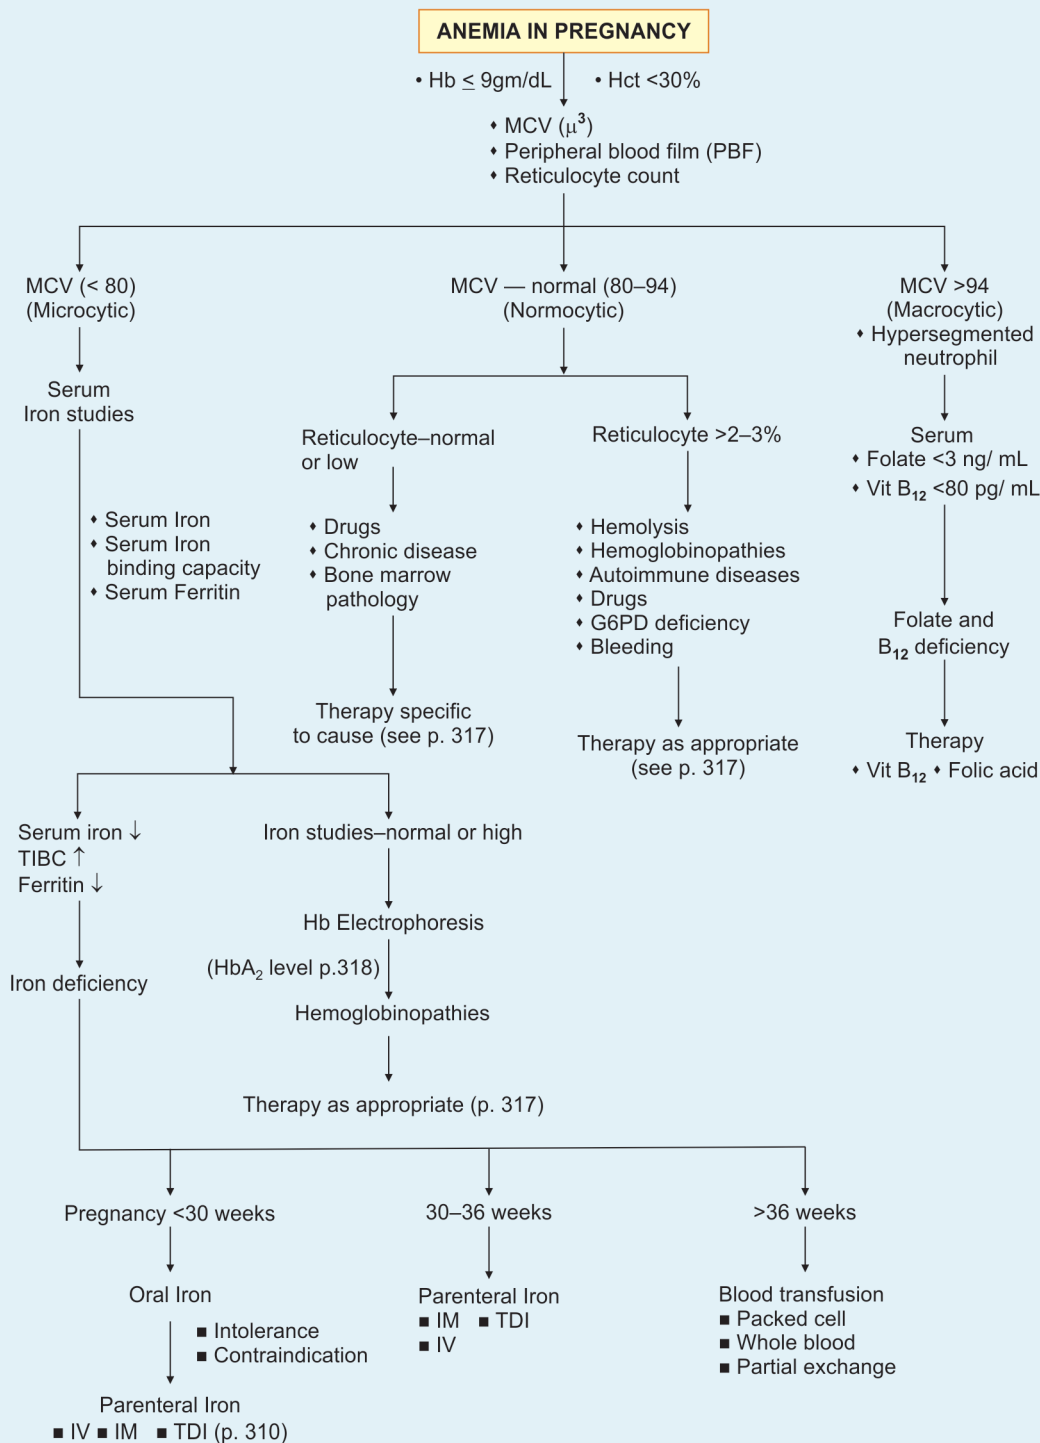 ANEMIA IN PREGNANCY
• Hb ≤ 9gm/dL • Hct <30%
♦ MCV (μ³)
♦ Peripheral blood film (PBF)
♦ Reticulocyte count
MCV (< 80)
(Microcytic)
Serum
Iron studies
♦ Serum Iron
♦ Serum Iron
binding capacity
♦ Serum Ferritin
MCV — normal (80–94)
(Normocytic)
Reticulocyte–normal
or low
♦ Drugs
♦ Chronic disease
♦ Bone marrow
pathology
Therapy specific
to cause (see p. 317)
Reticulocyte >2–3%
♦ Hemolysis
♦ Hemoglobinopathies
♦ Autoimmune diseases
♦ Drugs
♦ G6PD deficiency
♦ Bleeding
Therapy as appropriate
(see p. 317)
MCV >94
(Macrocytic)
♦ Hypersegmented
neutrophil
Serum
♦ Folate <3 ng/ mL
♦ Vit B₁₂ <80 pg/ mL
Folate and
B₁₂ deficiency
Therapy
♦ Vit B₁₂ ♦ Folic acid
Serum iron ↓
TIBC ↑
Ferritin ↓
Iron deficiency
Iron studies–normal or high
Hb Electrophoresis
(HbA₂ level p.318)
Hemoglobinopathies
Therapy as appropriate (p. 317)
Pregnancy <30 weeks
Oral Iron
■ Intolerance
■ Contraindication
Parenteral Iron
■ IV ■ IM ■ TDI (p. 310)
30–36 weeks
Parenteral Iron
■ IM ■ TDI
■ IV
>36 weeks
Blood transfusion
■ Packed cell
■ Whole blood
■ Partial exchange